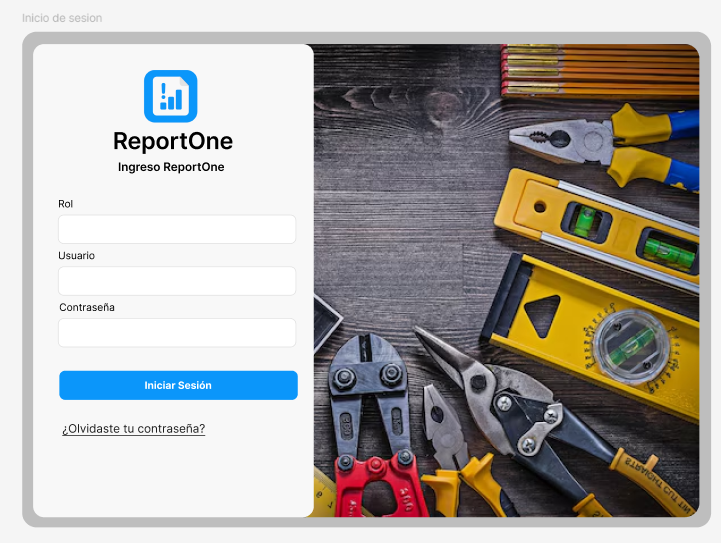 Inicio de sesion
ReportOne
Ingreso ReportOne
Rol
Usuario
Contraseña
Iniciar Sesión
¿Olvidaste tu contraseña?